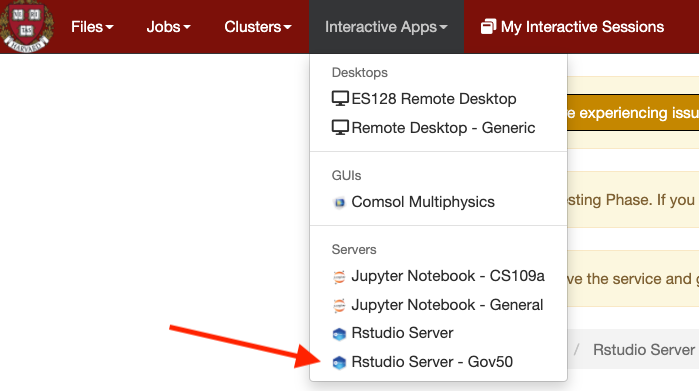 HARVARD
Files
Jobs
Clusters
Interactive Apps
My Interactive Sessions
Desktops
ES128 Remote Desktop
Remote Desktop - Generic
GUIs
Comsol Multiphysics
Servers
Jupyter Notebook - CS109a
Jupyter Notebook - General
Rstudio Server
Rstudio Server - Gov50
e experiencing issu
sting Phase. If you
ve the service and g
/ Rstudio Server